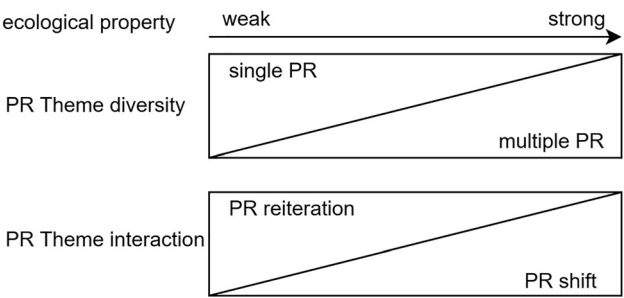 ecological property
weak
strong
PR Theme diversity
single PR
multiple PR
PR Theme interaction
PR reiteration
PR shift